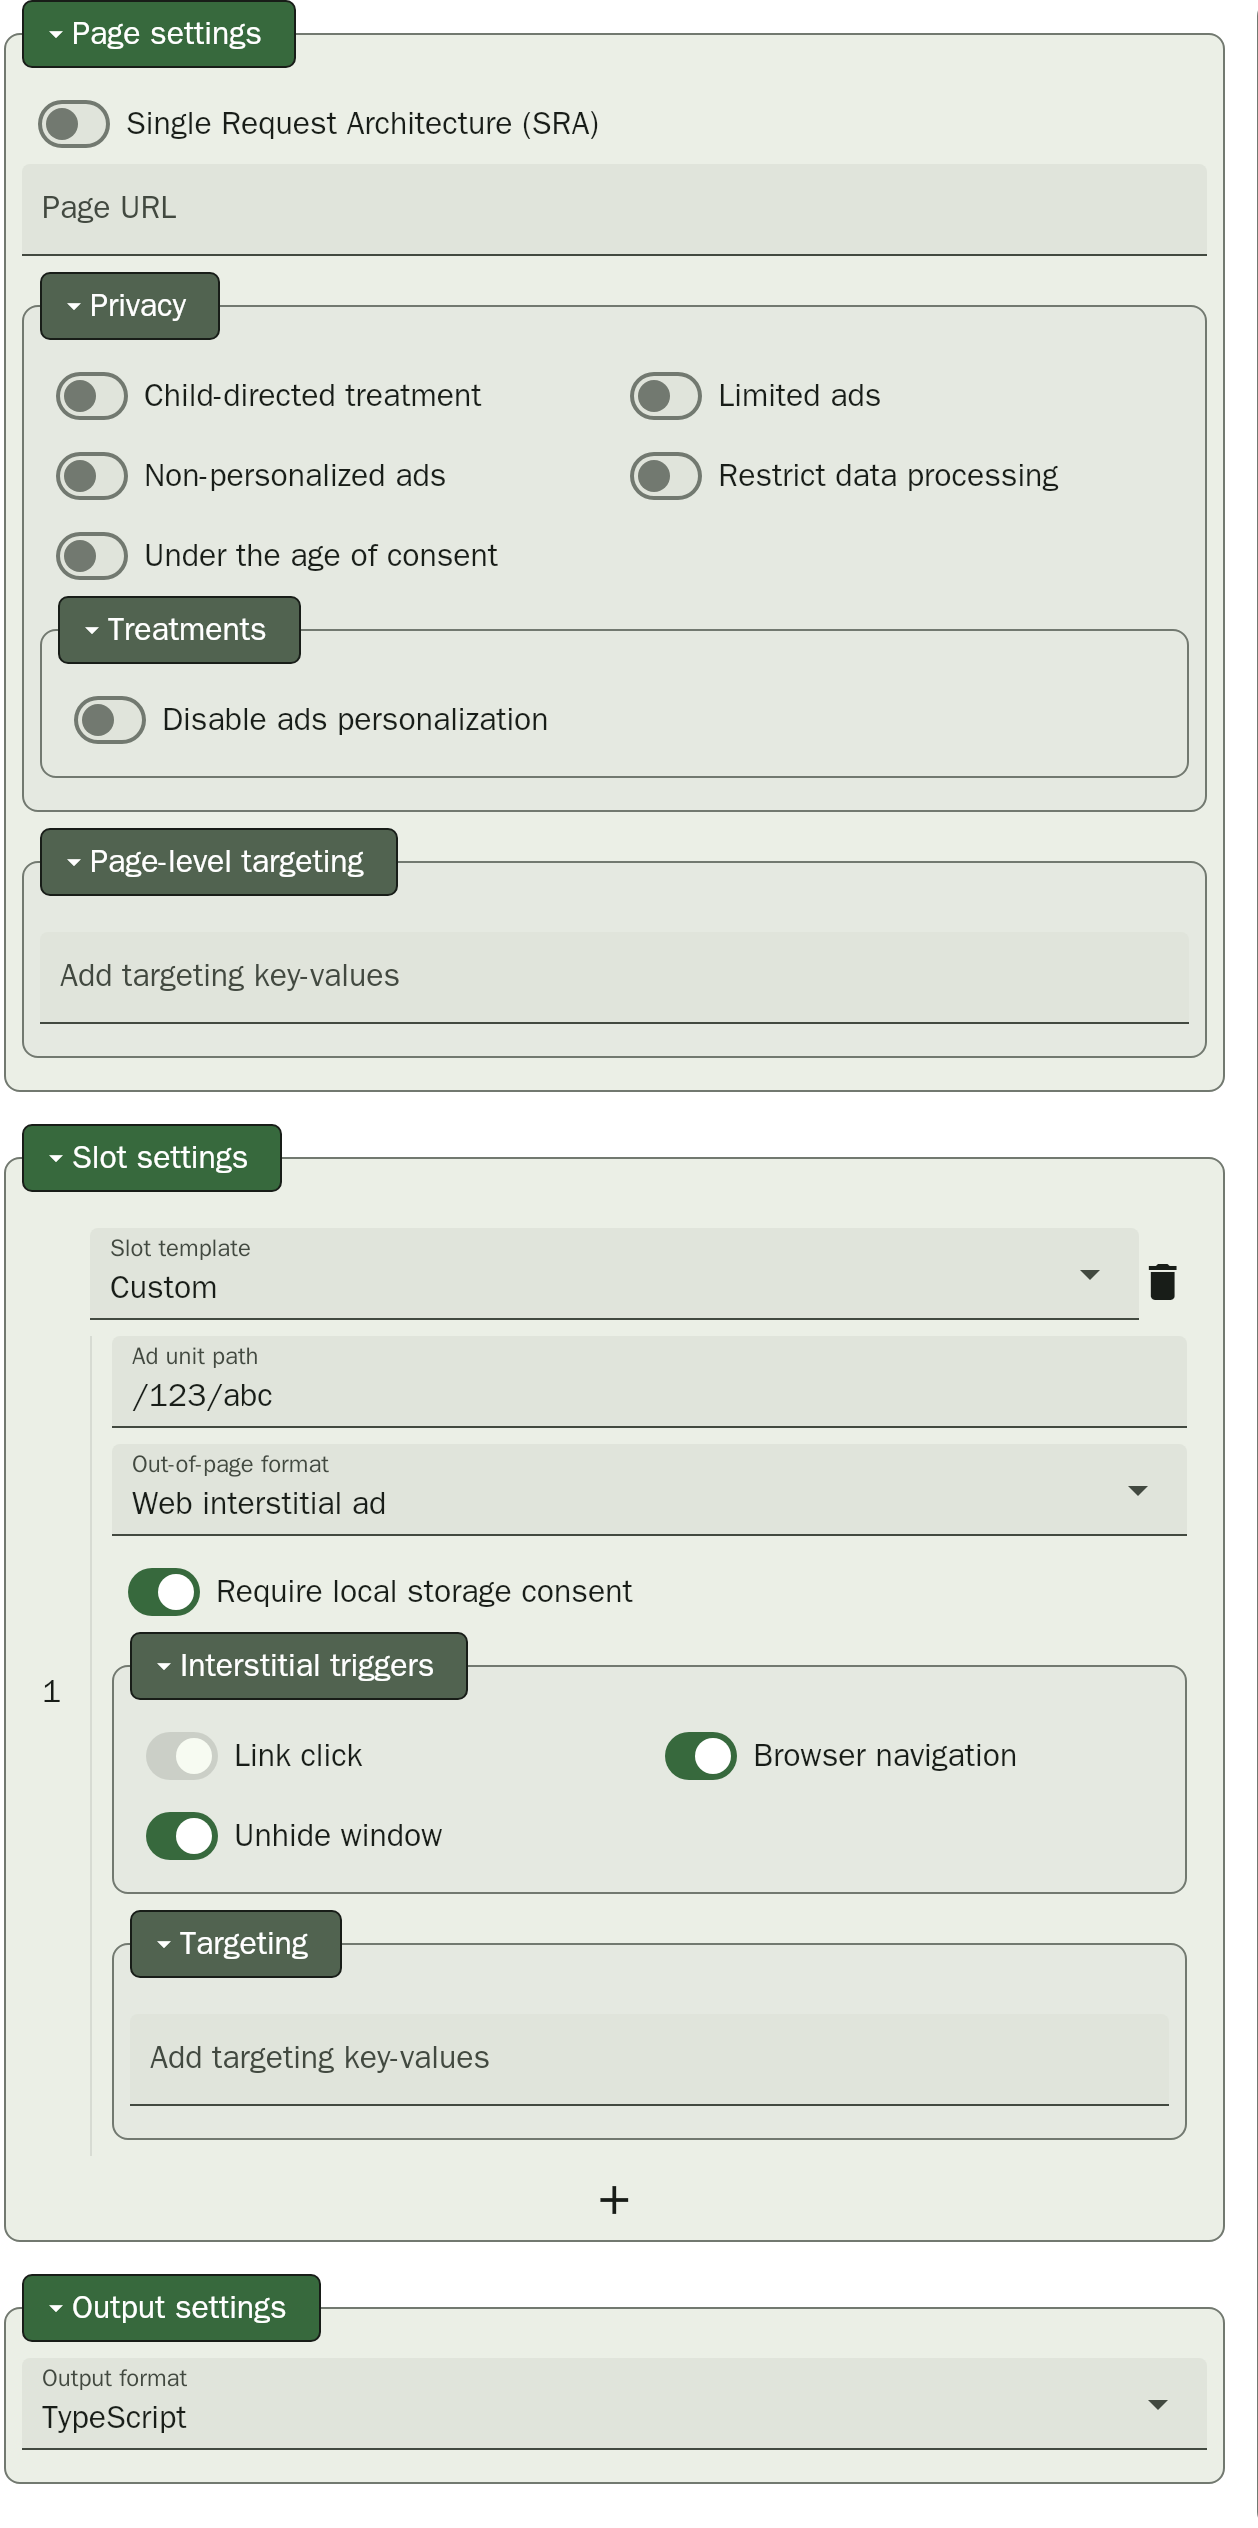 Page settings
Single Request Architecture (SRA)
Page URL
Privacy
Child-directed treatment
Limited ads
Non-personalized ads
Restrict data processing
Under the age of consent
Treatments
Disable ads personalization
Page-level targeting
Add targeting key-values
Slot settings
Slot template
Custom
Ad unit path
/123/abc
Out-of-page format
Web interstitial ad
Require local storage consent
Interstitial triggers
1
Link click
Browser navigation
Unhide window
Targeting
Add targeting key-values
Output settings
Output format
TypeScript